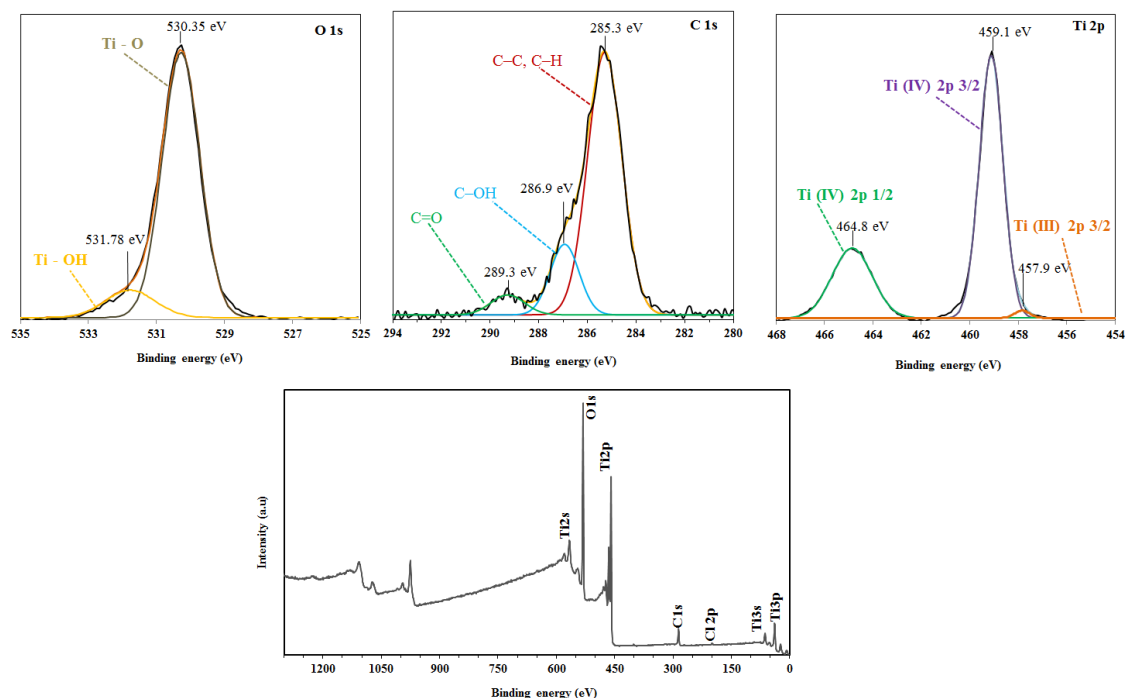 530.35 eV
O 1s
Ti - O
531.78 eV
Ti - OH
535
533
531
529
527
525
Binding energy (eV)
285.3 eV
C 1s
C–C, C–H
286.9 eV
C–OH
C=O
289.3 eV
294
292
290
288
286
284
282
280
Binding energy (eV)
459.1 eV
Ti 2p
Ti (IV) 2p 3/2
Ti (IV) 2p 1/2
464.8 eV
Ti (III) 2p 3/2
457.9 eV
468
466
464
462
460
458
456
454
Binding energy (eV)
Intensity (a.u)
O1s
Ti2p
Ti2s
C1s
Cl 2p
Ti3s
Ti3p
1200
1050
900
750
600
450
300
150
0
Binding energy (eV)